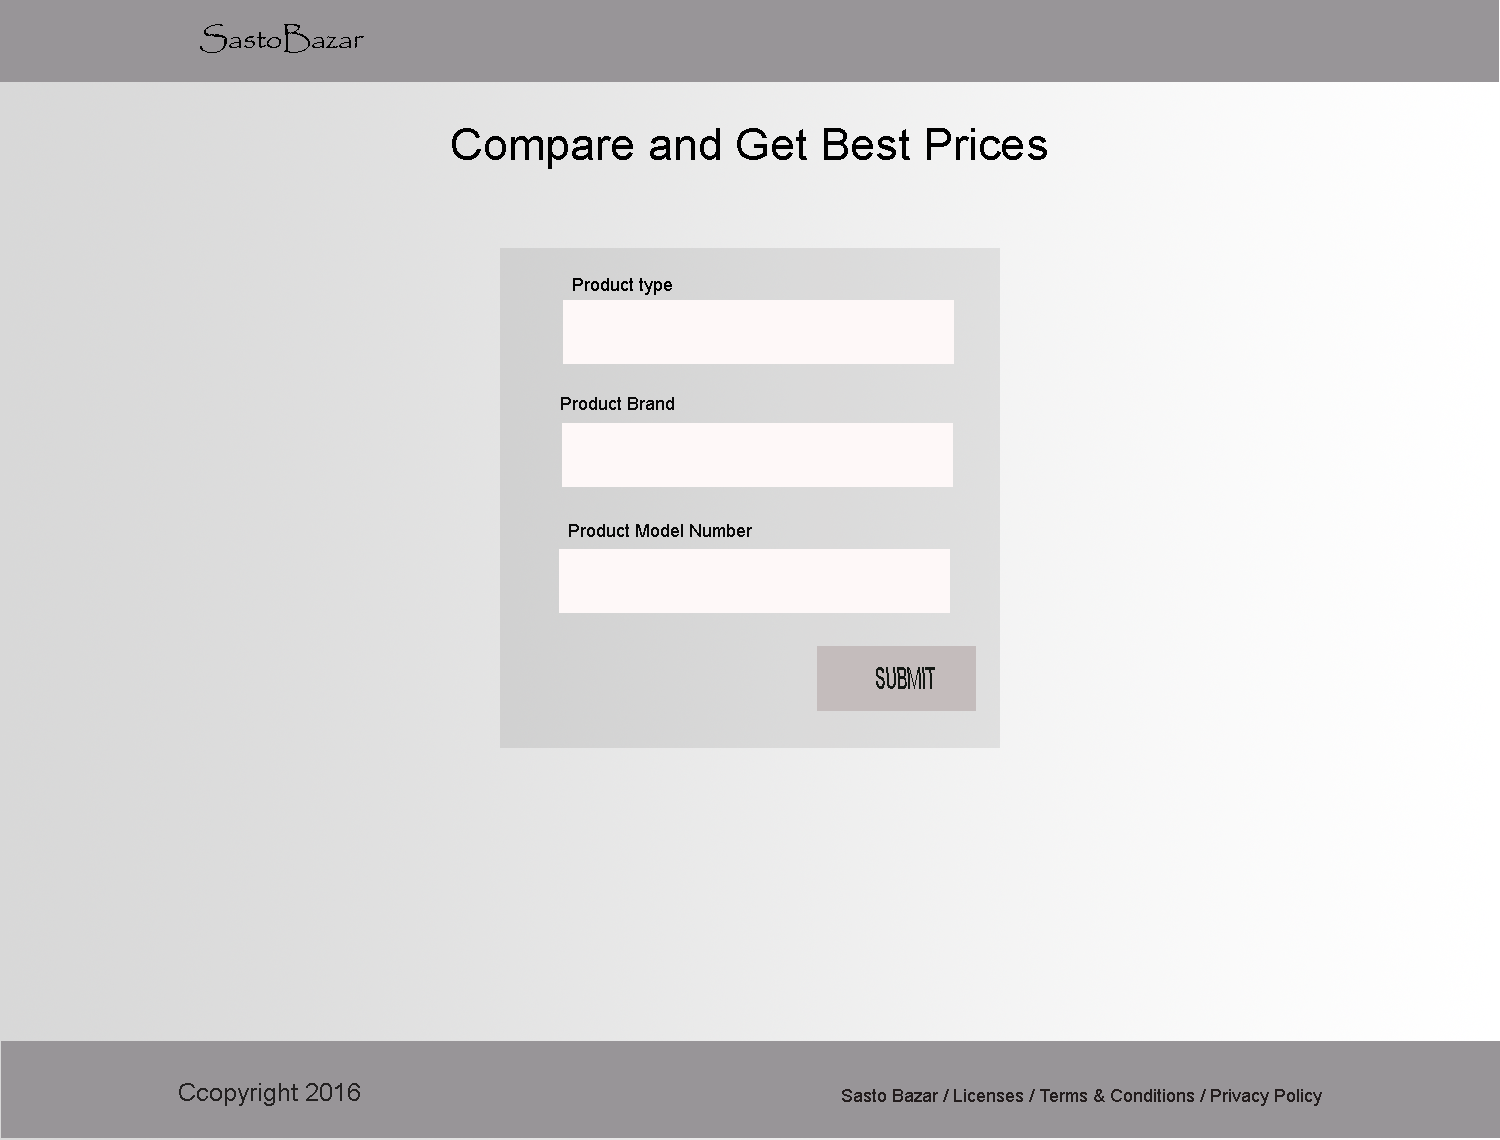 SastoBazar
Compare and Get Best Prices
Product type
Product Brand
Product Model Number
SUBMIT
Ccopyright 2016
Sasto Bazar / Licenses / Terms & Conditions / Privacy Policy